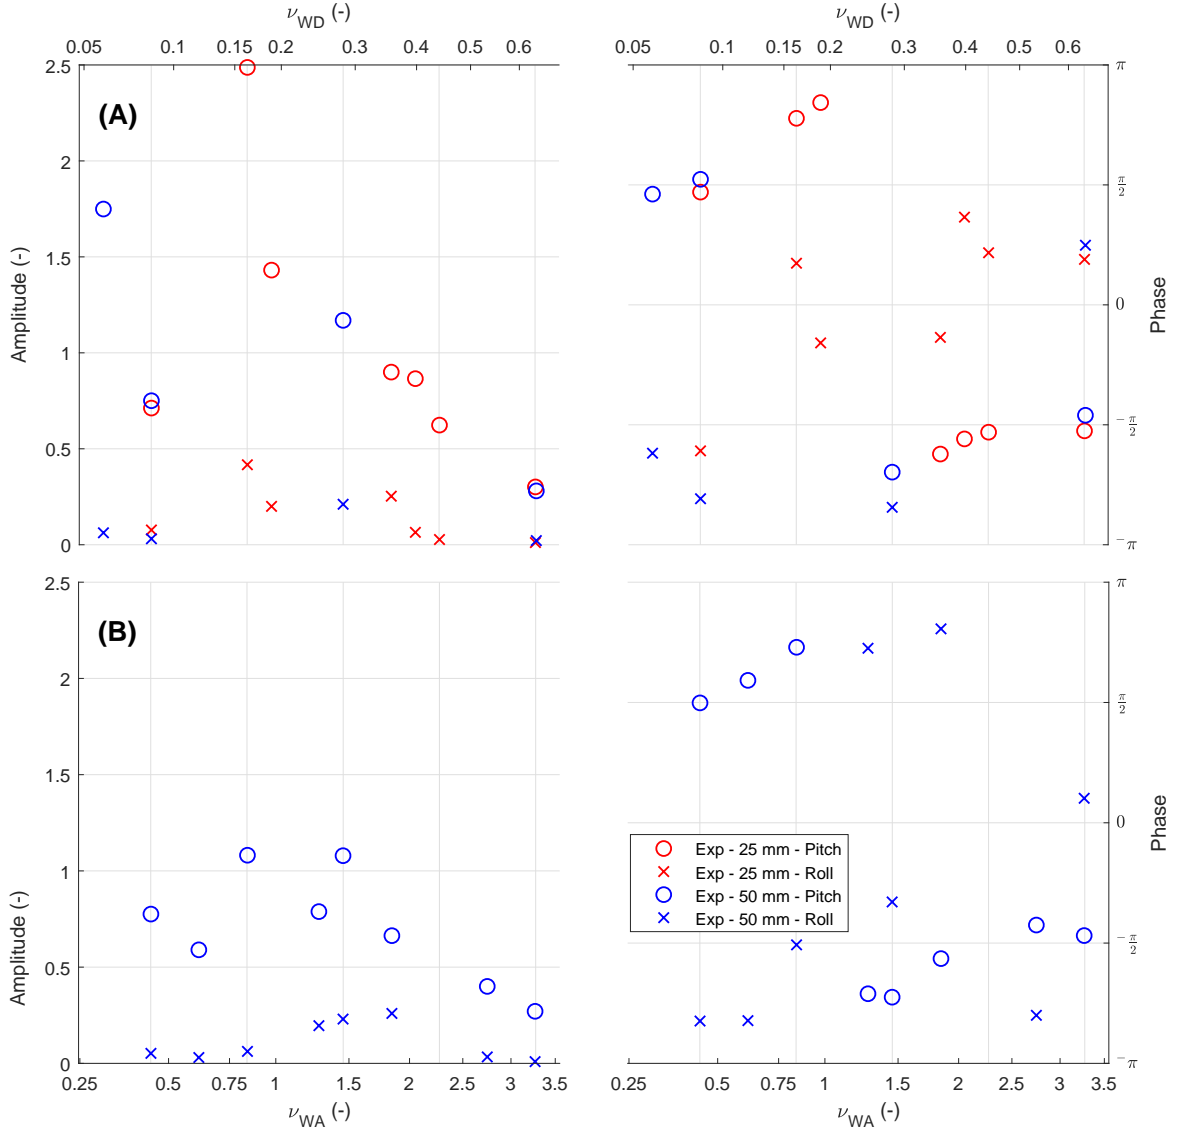 ν_WD (-) ν_WD (-)
0.05 0.1 0.15 0.2 0.3 0.4 0.5 0.6 0.05 0.1 0.15 0.2 0.3 0.4 0.5 0.6
2.5 π
(A)
2
π/2
1.5
Amplitude (-) 0 Phase
1
-π/2
0.5
0 -π
2.5 π
(B)
2
π/2
1.5
0 Phase
Exp - 25 mm - Pitch
1
Exp - 25 mm - Roll
Amplitude (-)
Exp - 50 mm - Pitch
Exp - 50 mm - Roll
-π/2
0.5
0 -π
0.25 0.5 0.75 1 1.5 2 2.5 3 3.5 0.25 0.5 0.75 1 1.5 2 2.5 3 3.5
ν_WA (-) ν_WA (-)